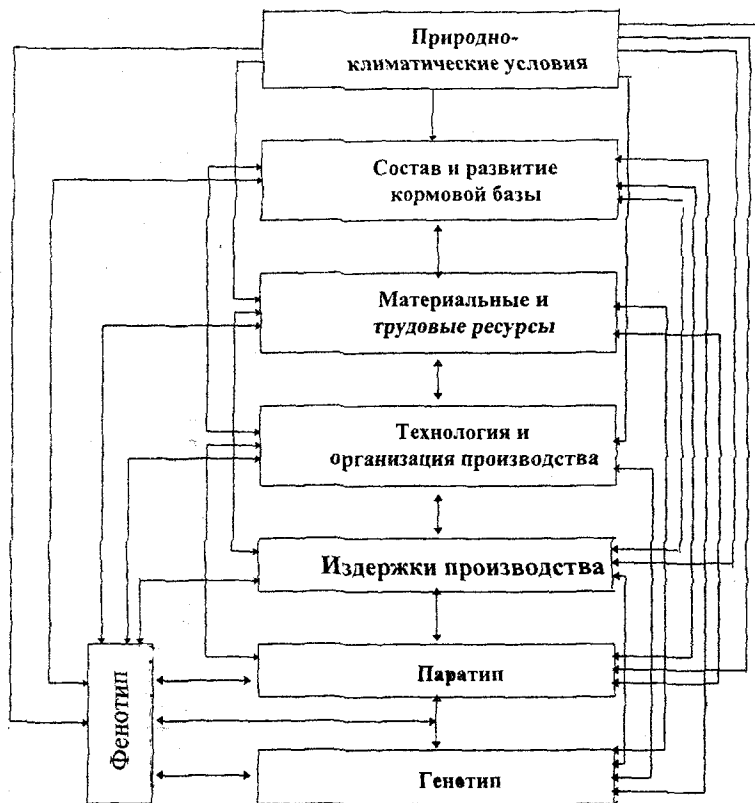 Природно-
климатические условия
Состав и развитие
кормовой базы
Материальные и
трудовые ресурсы
Технология и
организация производства
Издержки производства
Паратип
Фенотип
Генотип